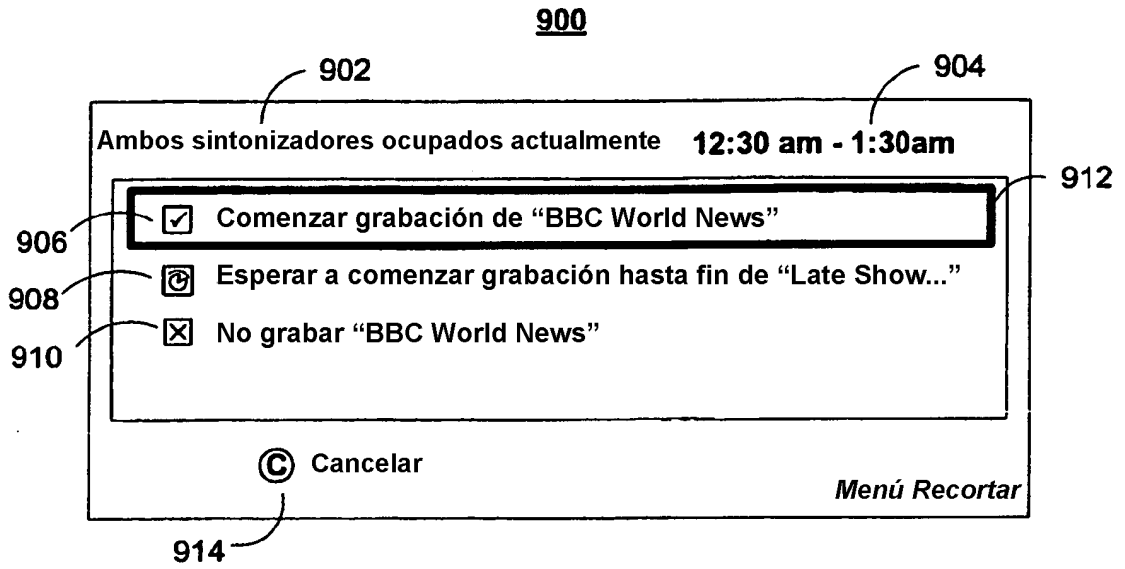 900
902
904
Ambos sintonizadores ocupados actualmente 12:30 am - 1:30am
912
906 Comenzar grabación de “BBC World News”
908 Esperar a comenzar grabación hasta fin de “Late Show...”
910 No grabar “BBC World News”
C Cancelar
Menú Recortar
914